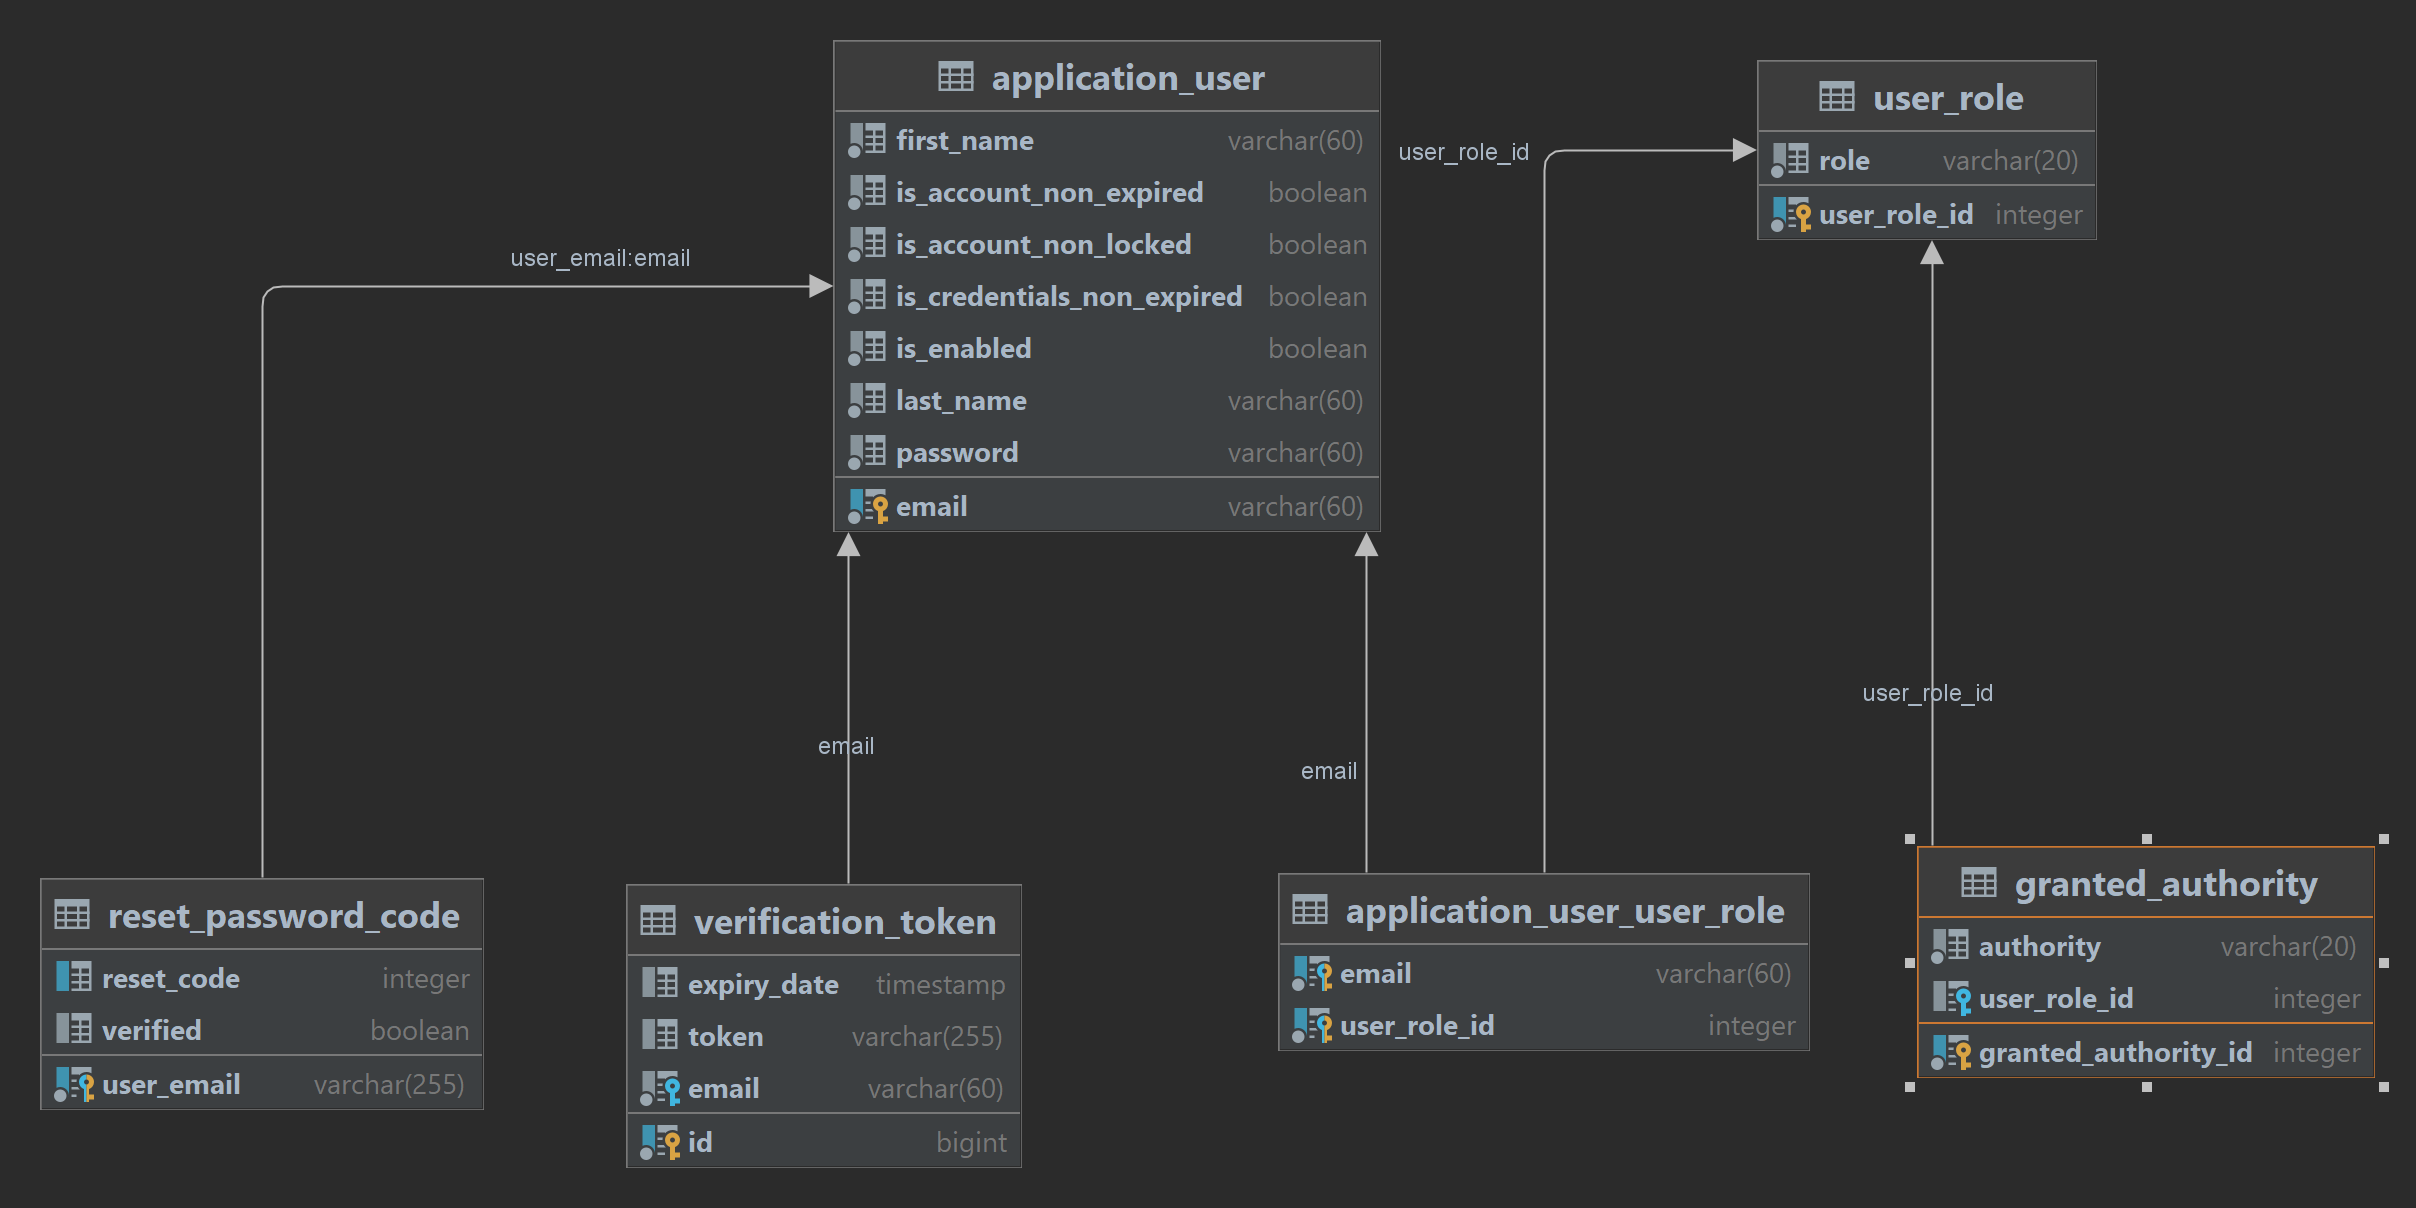 application_user
first_name varchar(60)
is_account_non_expired boolean
is_account_non_locked boolean
is_credentials_non_expired boolean
is_enabled boolean
last_name varchar(60)
password varchar(60)
email varchar(60)
user_role
role varchar(20)
user_role_id integer
user_role_id
user_email:email
user_role_id
email
email
reset_password_code
reset_code integer
verified boolean
user_email varchar(255)
verification_token
expiry_date timestamp
token varchar(255)
email varchar(60)
id bigint
application_user_user_role
email varchar(60)
user_role_id integer
granted_authority
authority varchar(20)
user_role_id integer
granted_authority_id integer